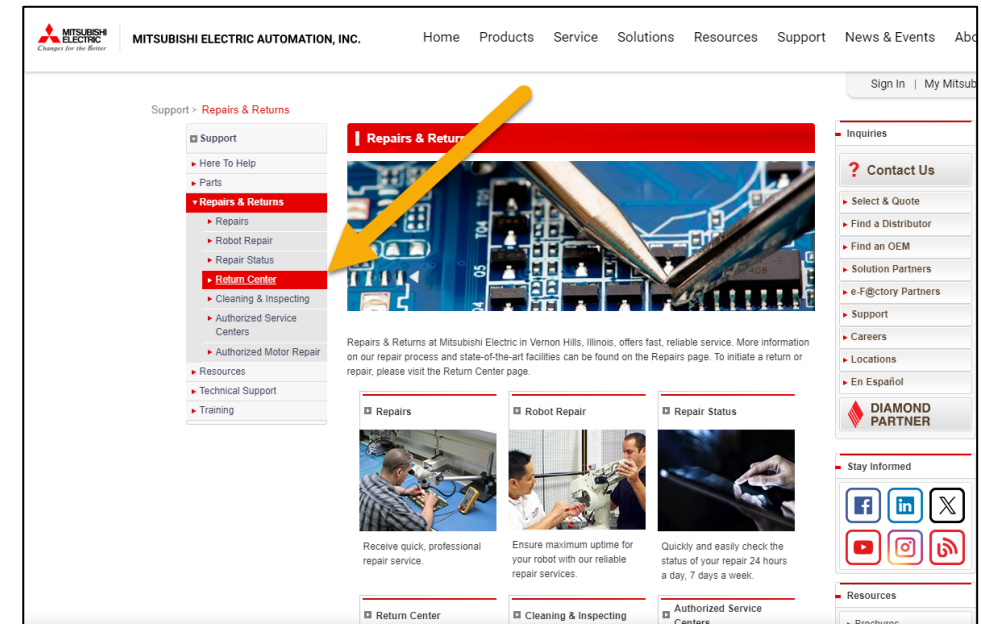 MITSUBISHI
ELECTRIC
Changes for the Better
MITSUBISHI ELECTRIC AUTOMATION, INC.
Home Products Service Solutions Resources Support News & Events Abo
Sign In | My Mitsub
Support > Repairs & Returns
Support
Here To Help
Parts
Repairs & Returns
Repairs
Robot Repair
Repair Status
Return Center
Cleaning & Inspecting
Authorized Service
Centers
Authorized Motor Repair
Resources
Technical Support
Training
Repairs & Return
Repairs & Returns at Mitsubishi Electric in Vernon Hills, Illinois, offers fast, reliable service. More information
on our repair process and state-of-the-art facilities can be found on the Repairs page. To initiate a return or
repair, please visit the Return Center page.
Repairs
Receive quick, professional
repair service.
Robot Repair
Ensure maximum uptime for
your robot with our reliable
repair services.
Repair Status
Quickly and easily check the
status of your repair 24 hours
a day, 7 days a week.
Return Center
Cleaning & Inspecting
Authorized Service
Centers
Inquiries
? Contact Us
Select & Quote
Find a Distributor
Find an OEM
Solution Partners
e-F@ctory Partners
Support
Careers
Locations
En Español
DIAMOND
PARTNER
Stay Informed
Resources
Brochures